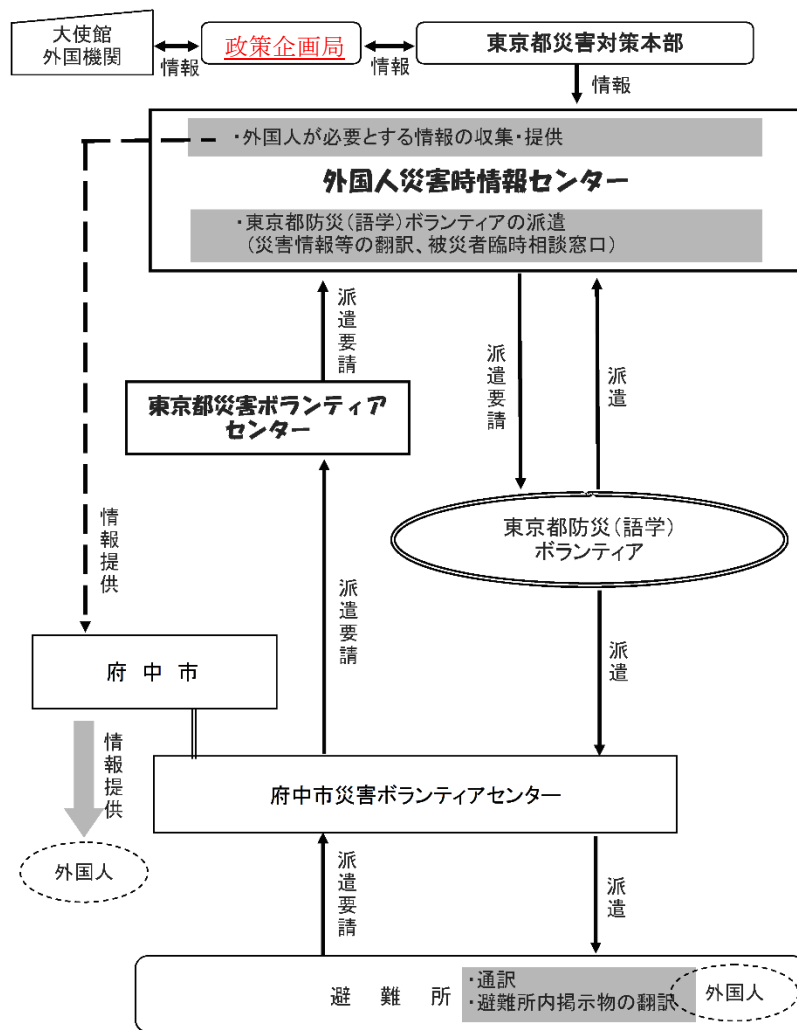 大使館
外国機関
情報
政策企画局
情報
東京都災害対策本部
情報
・外国人が必要とする情報の収集・提供
外国人災害時情報センター
・東京都防災（語学）ボランティアの派遣
（災害情報等の翻訳、被災者臨時相談窓口）
派遣要請
派遣要請
派遣
東京都災害ボランティア
センター
情報提供
東京都防災（語学）
ボランティア
派遣要請
派遣
府中市
情報提供
府中市災害ボランティアセンター
外国人
派遣要請
派遣
避難所
・通訳
・避難所内掲示物の翻訳
外国人